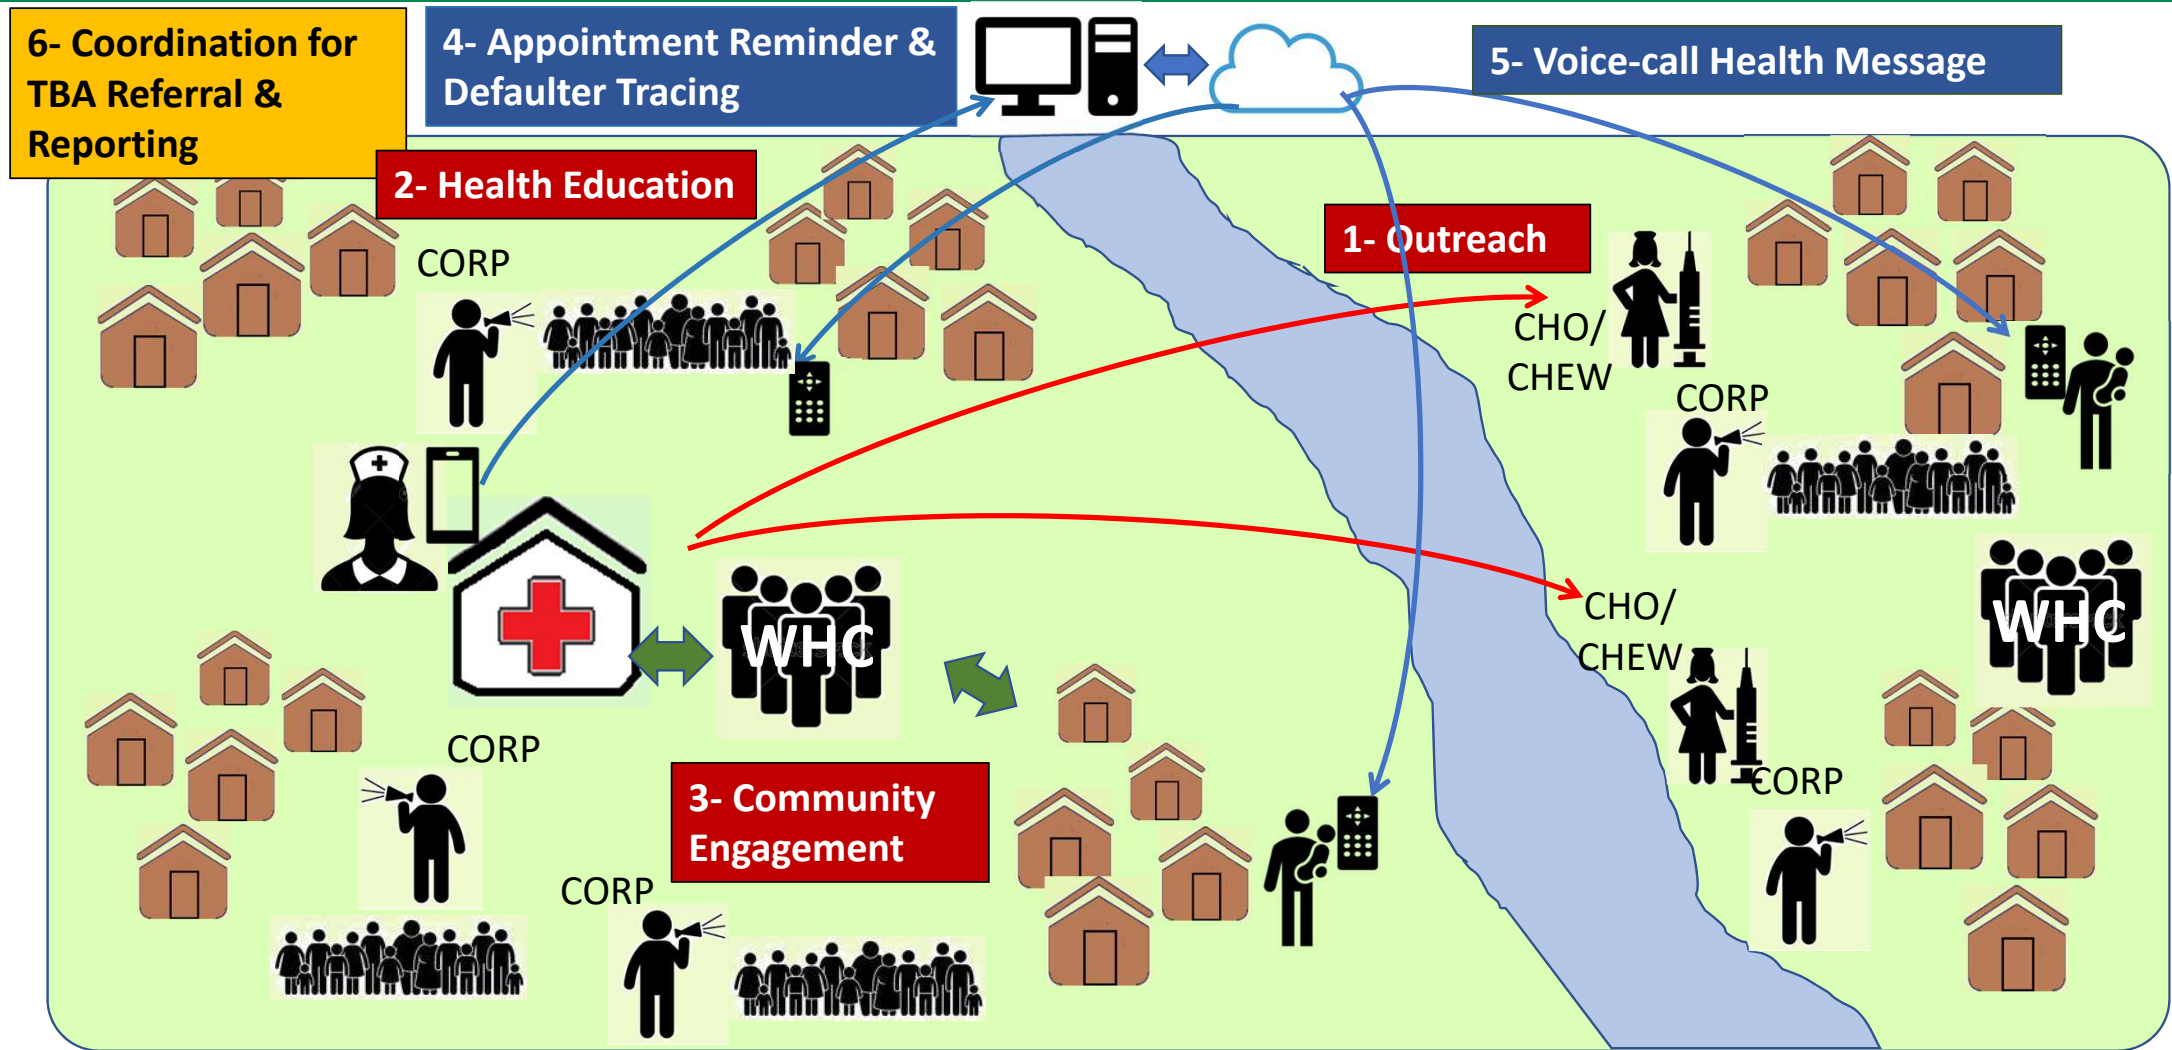 6- Coordination for
TBA Referral &
Reporting
4- Appointment Reminder &
Defaulter Tracing
5- Voice-call Health Message
2- Health Education
1- Outreach
CORP
CHO/
CHEW
CORP
WHC
WHC
CHO/
CHEW
CORP
3- Community
Engagement
CORP
CORP